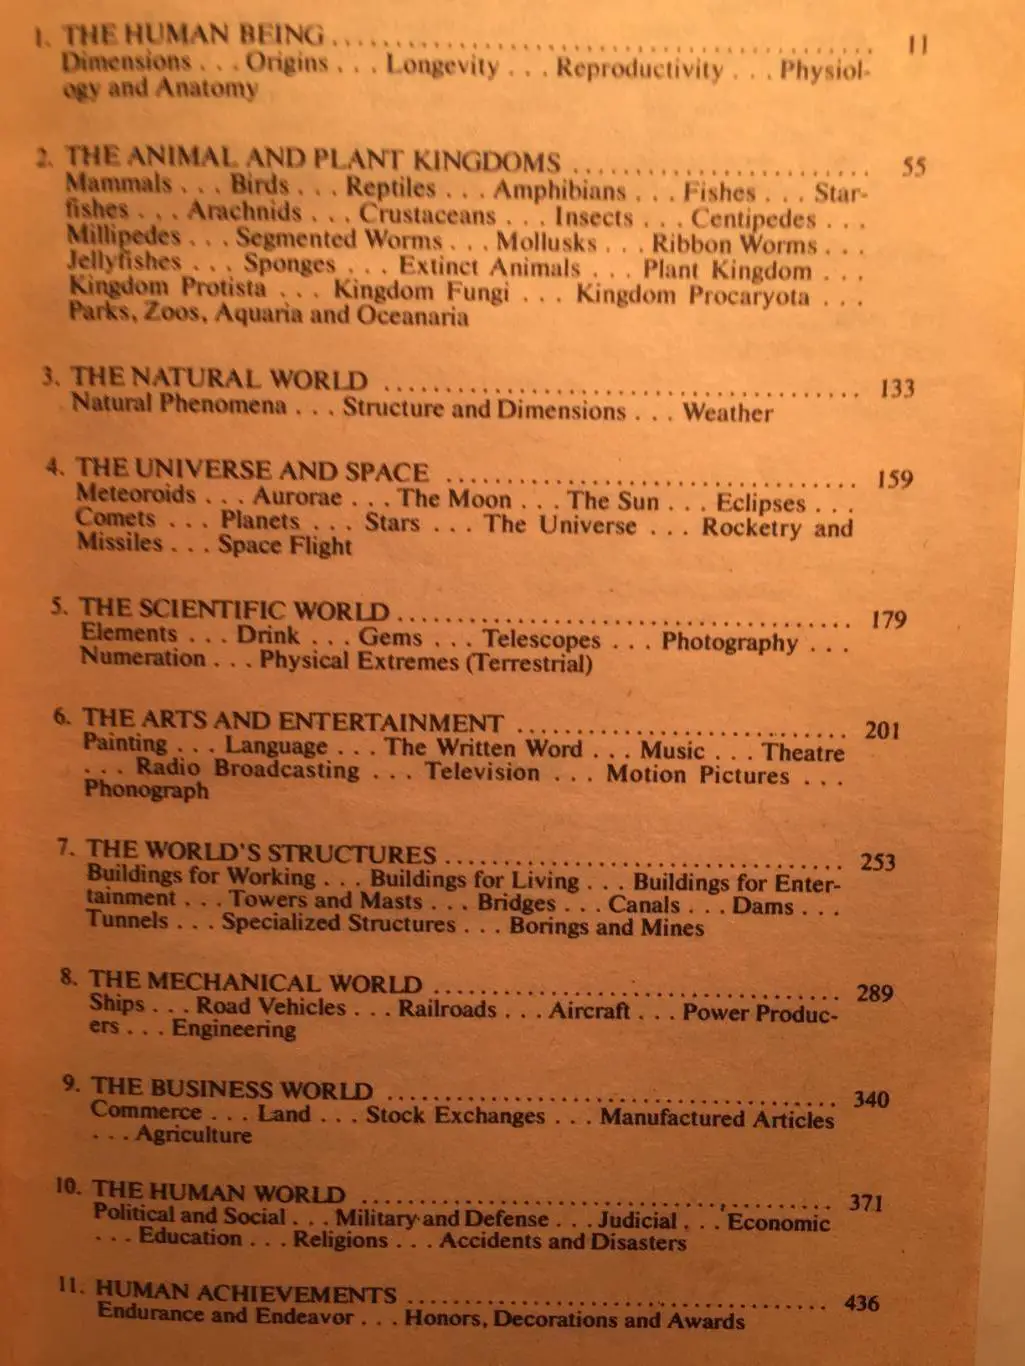 1. THE HUMAN BEING ........................................ 11
Dimensions . . . Origins . . . Longevity . . . Reproductivity . . . Physiol-
ogy and Anatomy
2. THE ANIMAL AND PLANT KINGDOMS ...................... 55
Mammals . . . Birds . . . Reptiles . . . Amphibians . . . Fishes . . . Star-
fishes . . . Arachnids . . . Crustaceans . . . Insects . . . Centipedes . . .
Millipedes . . . Segmented Worms . . . Mollusks . . . Ribbon Worms . . .
Jellyfishes . . . Sponges . . . Extinct Animals . . . Plant Kingdom . . .
Kingdom Protista . . . Kingdom Fungi . . . Kingdom Procaryota . . .
Parks, Zoos, Aquaria and Oceanaria
3. THE NATURAL WORLD ................................... 133
Natural Phenomena . . . Structure and Dimensions . . . Weather
4. THE UNIVERSE AND SPACE .............................. 159
Meteoroids . . . Aurorae . . . The Moon . . . The Sun . . . Eclipses . . .
Comets . . . Planets . . . Stars . . . The Universe . . . Rocketry and
Missiles . . . Space Flight
5. THE SCIENTIFIC WORLD ................................. 179
Elements . . . Drink . . . Gems . . . Telescopes . . . Photography . . .
Numeration . . . Physical Extremes (Terrestrial)
6. THE ARTS AND ENTERTAINMENT ........................ 201
Painting . . . Language . . . The Written Word . . . Music . . . Theatre
. . . Radio Broadcasting . . . Television . . . Motion Pictures . . .
Phonograph
7. THE WORLD'S STRUCTURES .............................. 253
Buildings for Working . . . Buildings for Living . . . Buildings for Enter-
tainment . . . Towers and Masts . . . Bridges . . . Canals . . . Dams . . .
Tunnels . . . Specialized Structures . . . Borings and Mines
8. THE MECHANICAL WORLD .............................. 289
Ships . . . Road Vehicles . . . Railroads . . . Aircraft . . . Power Produc-
ers . . . Engineering
9. THE BUSINESS WORLD ................................. 340
Commerce . . . Land . . . Stock Exchanges . . . Manufactured Articles
. . . Agriculture
10. THE HUMAN WORLD ................................... 371
Political and Social . . . Military and Defense . . . Judicial . . . Economic
. . . Education . . . Religions . . . Accidents and Disasters
11. HUMAN ACHIEVEMENTS ................................ 436
Endurance and Endeavor . . . Honors, Decorations and Awards